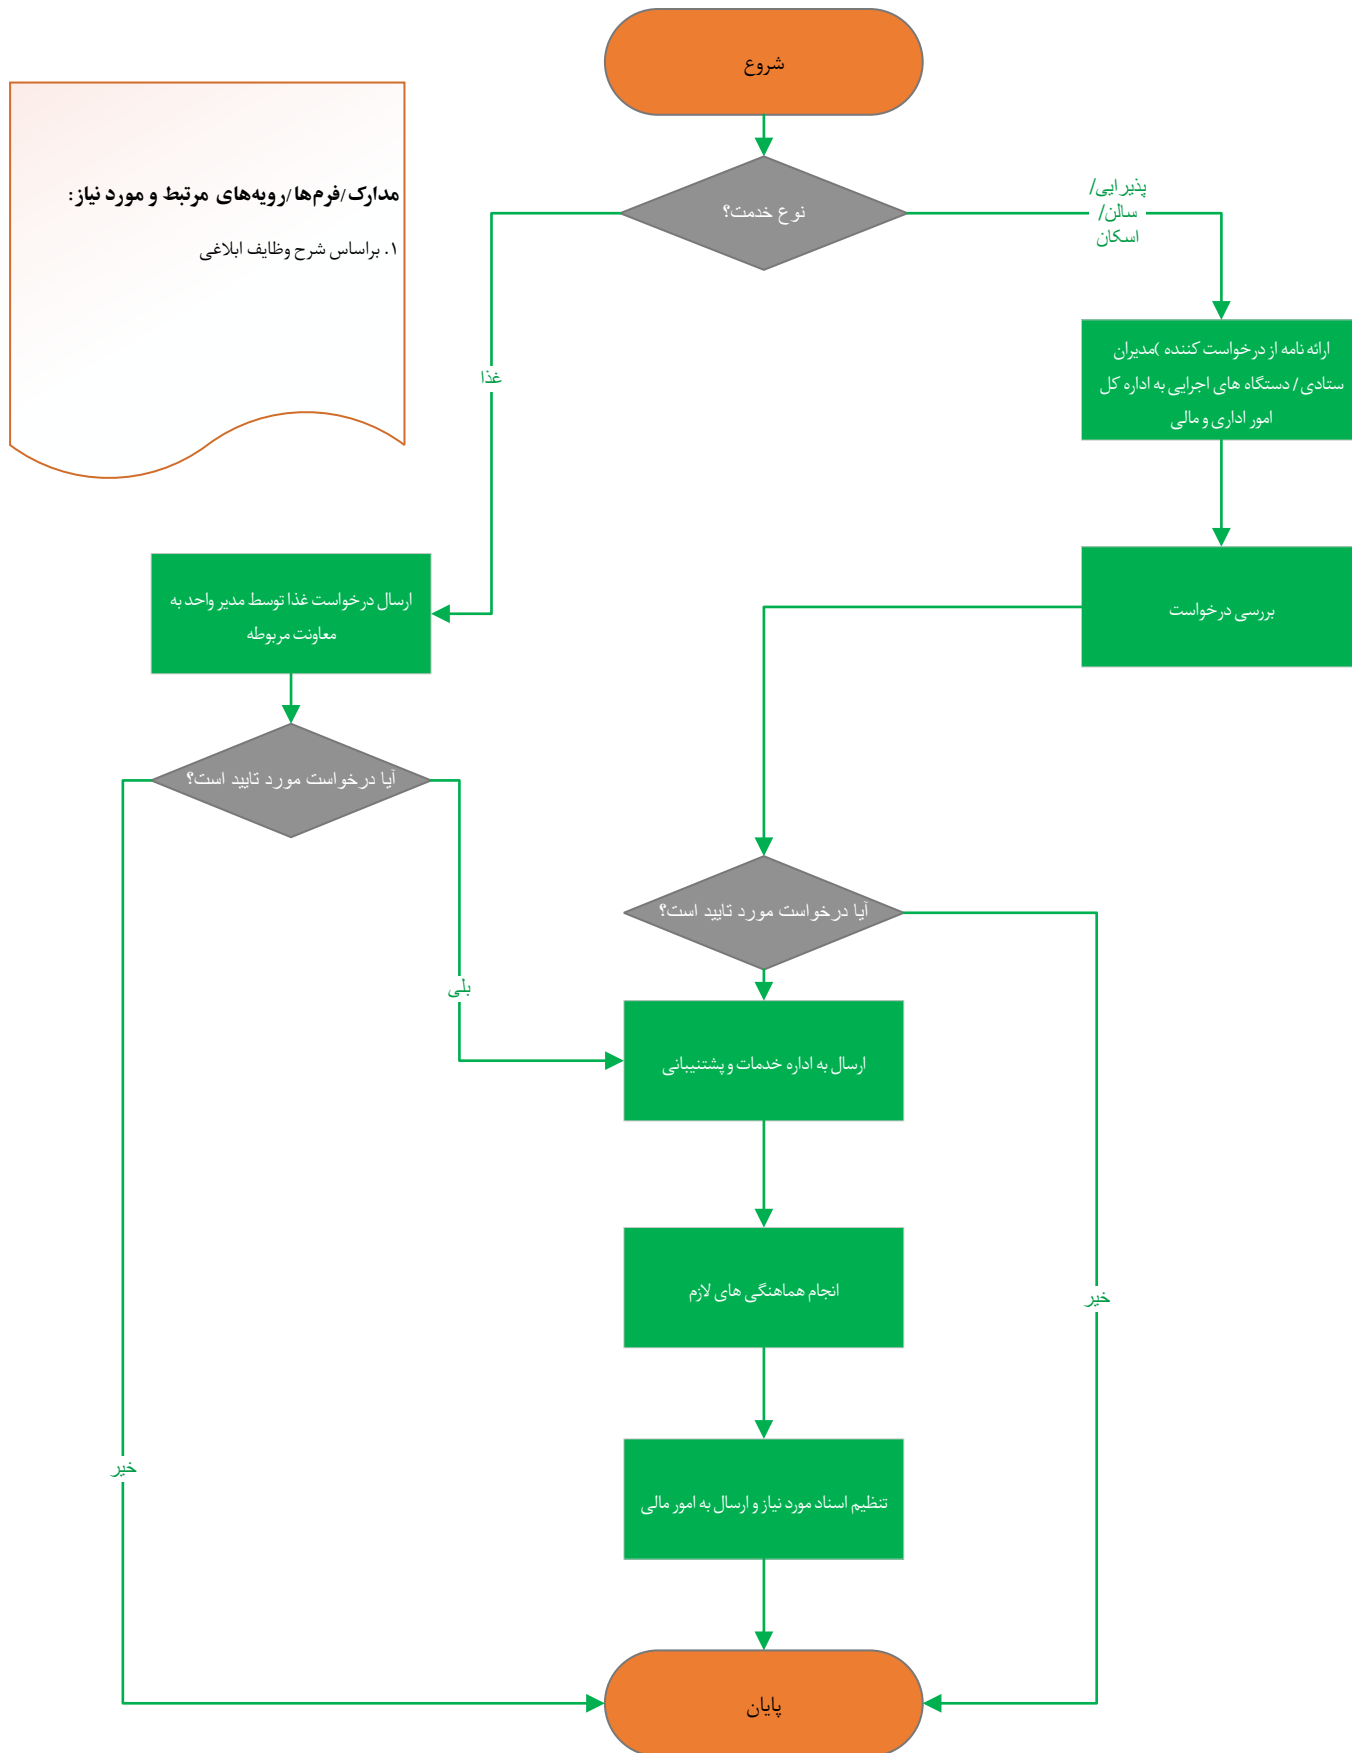 شروع
مدارک/فرم‌ها/رویه‌های مرتبط و مورد نیاز:
۱. براساس شرح وظایف ابلاغی
نوع خدمت؟
پذیرایی/
سالن/
اسکان
غذا
ارائه نامه از درخواست کننده )مدیران
ستادی/ دستگاه های اجرایی به اداره کل
امور اداری و مالی
بررسی درخواست
ارسال درخواست غذا توسط مدیر واحد به
معاونت مربوطه
آیا درخواست مورد تایید است؟
آیا درخواست مورد تایید است؟
بلی
ارسال به اداره خدمات و پشتنیبانی
انجام هماهنگی های لازم
خیر
خیر
تنظیم اسناد مورد نیاز و ارسال به امور مالی
پایان